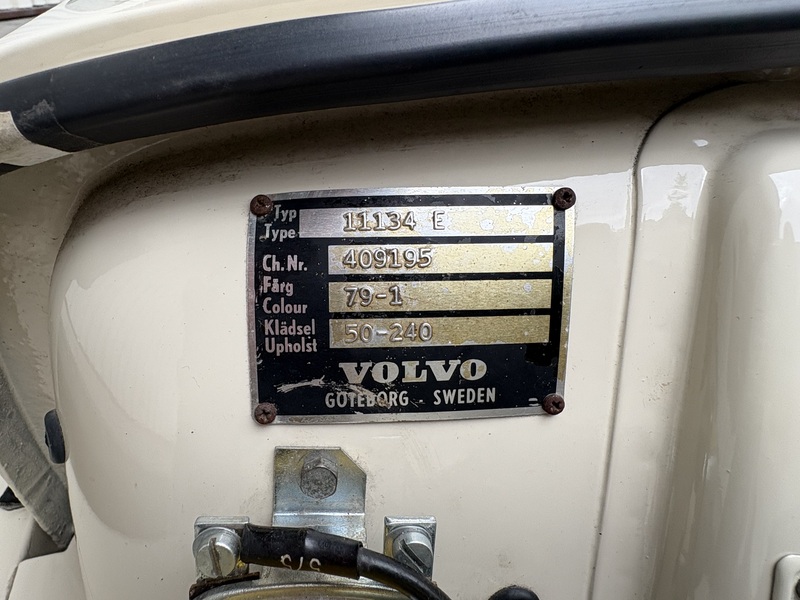 Typ
Type 11134 E
Ch.Nr. 409195
Färg
Colour 79-1
Klädsel
Upholst 50-240
VOLVO
GÖTEBORG - SWEDEN